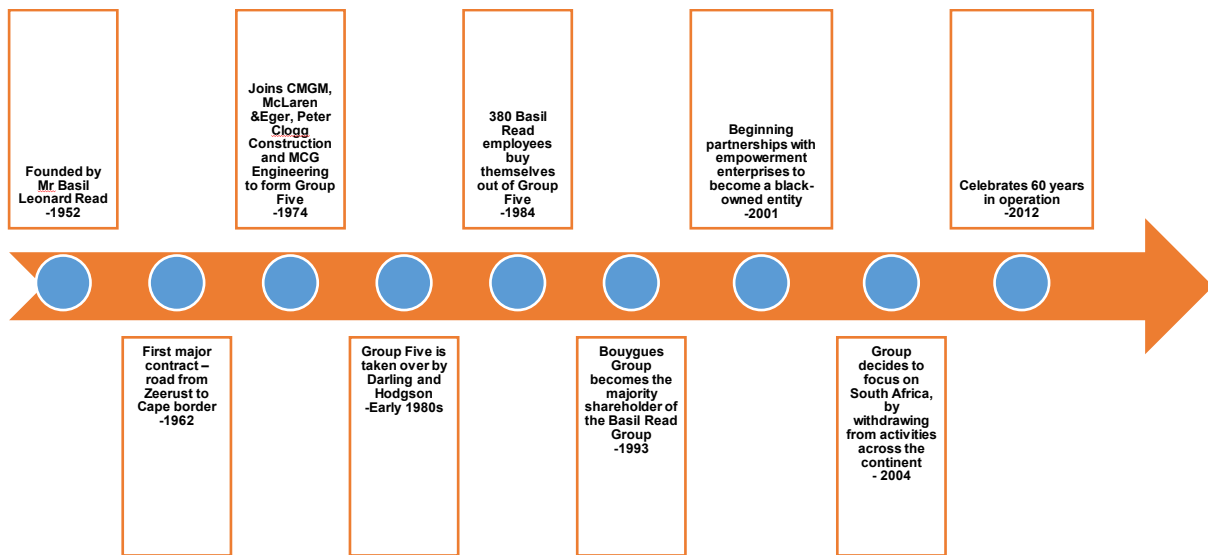 Founded by
Mr Basil
Leonard Read
-1952
First major
contract –
road from
Zeerust to
Cape border
-1962
Joins CMGM,
McLaren
&Eger, Peter
Clogg
Construction
and MCG
Engineering
to form Group
Five
-1974
Group Five is
taken over by
Darling and
Hodgson
-Early 1980s
380 Basil
Read
employees
buy
themselves
out of Group
Five
-1984
Bouygues
Group
becomes the
majority
shareholder of
the Basil Read
Group
-1993
Beginning
partnerships with
empowerment
enterprises to
become a black-
owned entity
-2001
Group
decides to
focus on
South Africa,
by
withdrawing
from activities
across the
continent
- 2004
Celebrates 60 years
in operation
-2012